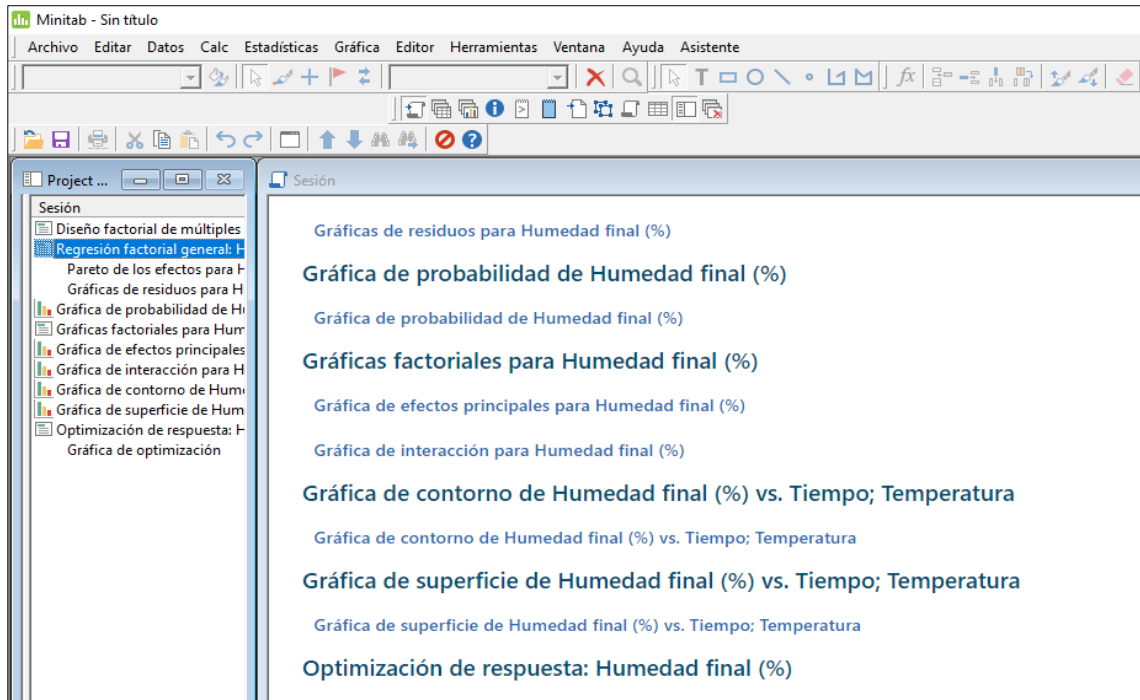 Minitab - Sin título
Archivo Editar Datos Calc Estadísticas Gráfica Editor Herramientas Ventana Ayuda Asistente
Project ...
Sesión
Diseño factorial de múltiples
Regresión factorial general: H
Pareto de los efectos para H
Gráficas de residuos para H
Gráfica de probabilidad de Hu
Gráficas factoriales para Hum
Gráfica de efectos principales
Gráfica de interacción para H
Gráfica de contorno de Hume
Gráfica de superficie de Hum
Optimización de respuesta: H
Gráfica de optimización
Sesión
Gráficas de residuos para Humedad final (%)
Gráfica de probabilidad de Humedad final (%)
Gráfica de probabilidad de Humedad final (%)
Gráficas factoriales para Humedad final (%)
Gráfica de efectos principales para Humedad final (%)
Gráfica de interacción para Humedad final (%)
Gráfica de contorno de Humedad final (%) vs. Tiempo; Temperatura
Gráfica de contorno de Humedad final (%) vs. Tiempo; Temperatura
Gráfica de superficie de Humedad final (%) vs. Tiempo; Temperatura
Gráfica de superficie de Humedad final (%) vs. Tiempo; Temperatura
Optimización de respuesta: Humedad final (%)